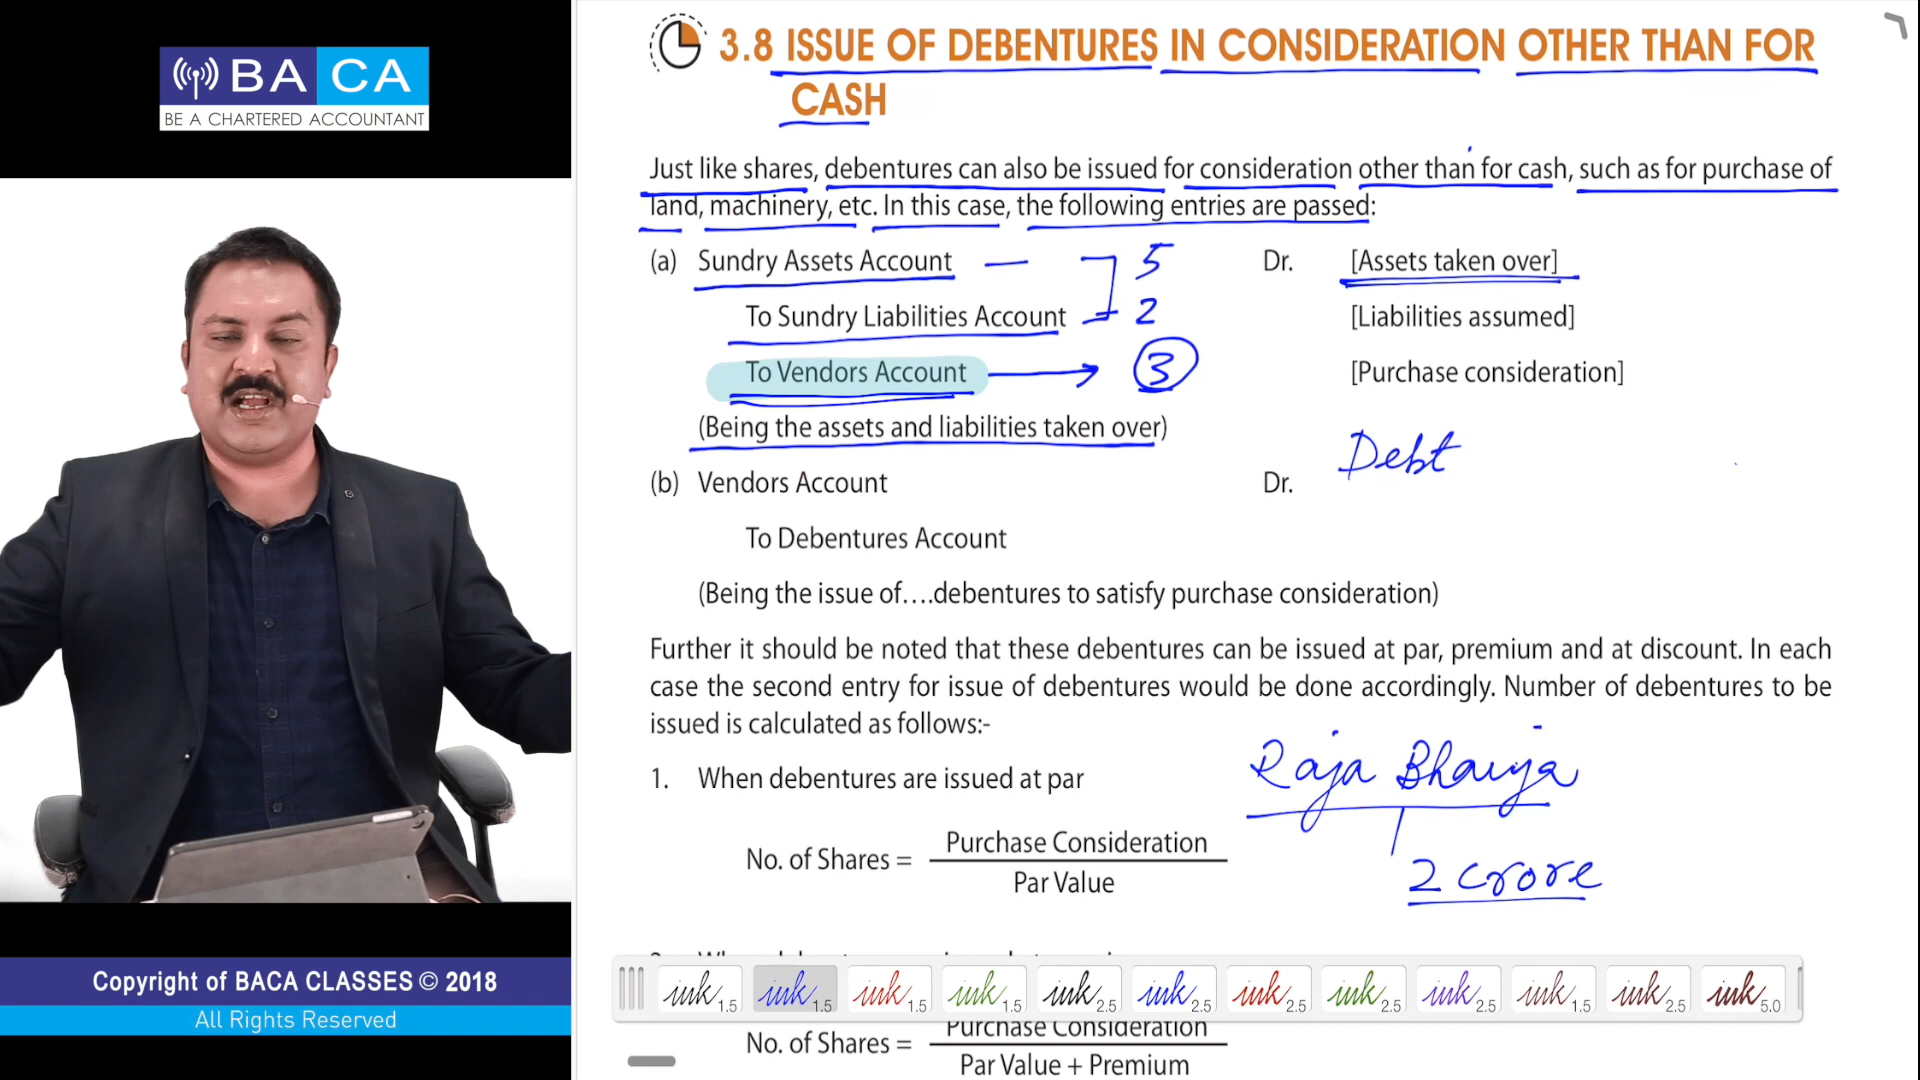 BA CA
BE A CHARTERED ACCOUNTANT
Copyright of BACA CLASSES © 2018
All Rights Reserved
3.8 ISSUE OF DEBENTURES IN CONSIDERATION OTHER THAN FOR
CASH
Just like shares, debentures can also be issued for consideration other than for cash, such as for purchase of
land, machinery, etc. In this case, the following entries are passed:
(a) Sundry Assets Account 5 Dr. [Assets taken over]
To Sundry Liabilities Account 2 [Liabilities assumed]
To Vendors Account 3 [Purchase consideration]
(Being the assets and liabilities taken over)
Debt
(b) Vendors Account Dr.
To Debentures Account
(Being the issue of....debentures to satisfy purchase consideration)
Further it should be noted that these debentures can be issued at par, premium and at discount. In each
case the second entry for issue of debentures would be done accordingly. Number of debentures to be
issued is calculated as follows:-
Raja Bhaiya
1. When debentures are issued at par
No. of Shares = Purchase Consideration
Par Value
2 crore
ink 1.5 ink 1.5 ink 1.5 ink 1.5 ink 2.5 ink 2.5 ink 2.5 ink 2.5 ink 2.5 ink 1.5 ink 2.5 ink 5.0
No. of Shares = Purchase Consideration
Par Value + Premium